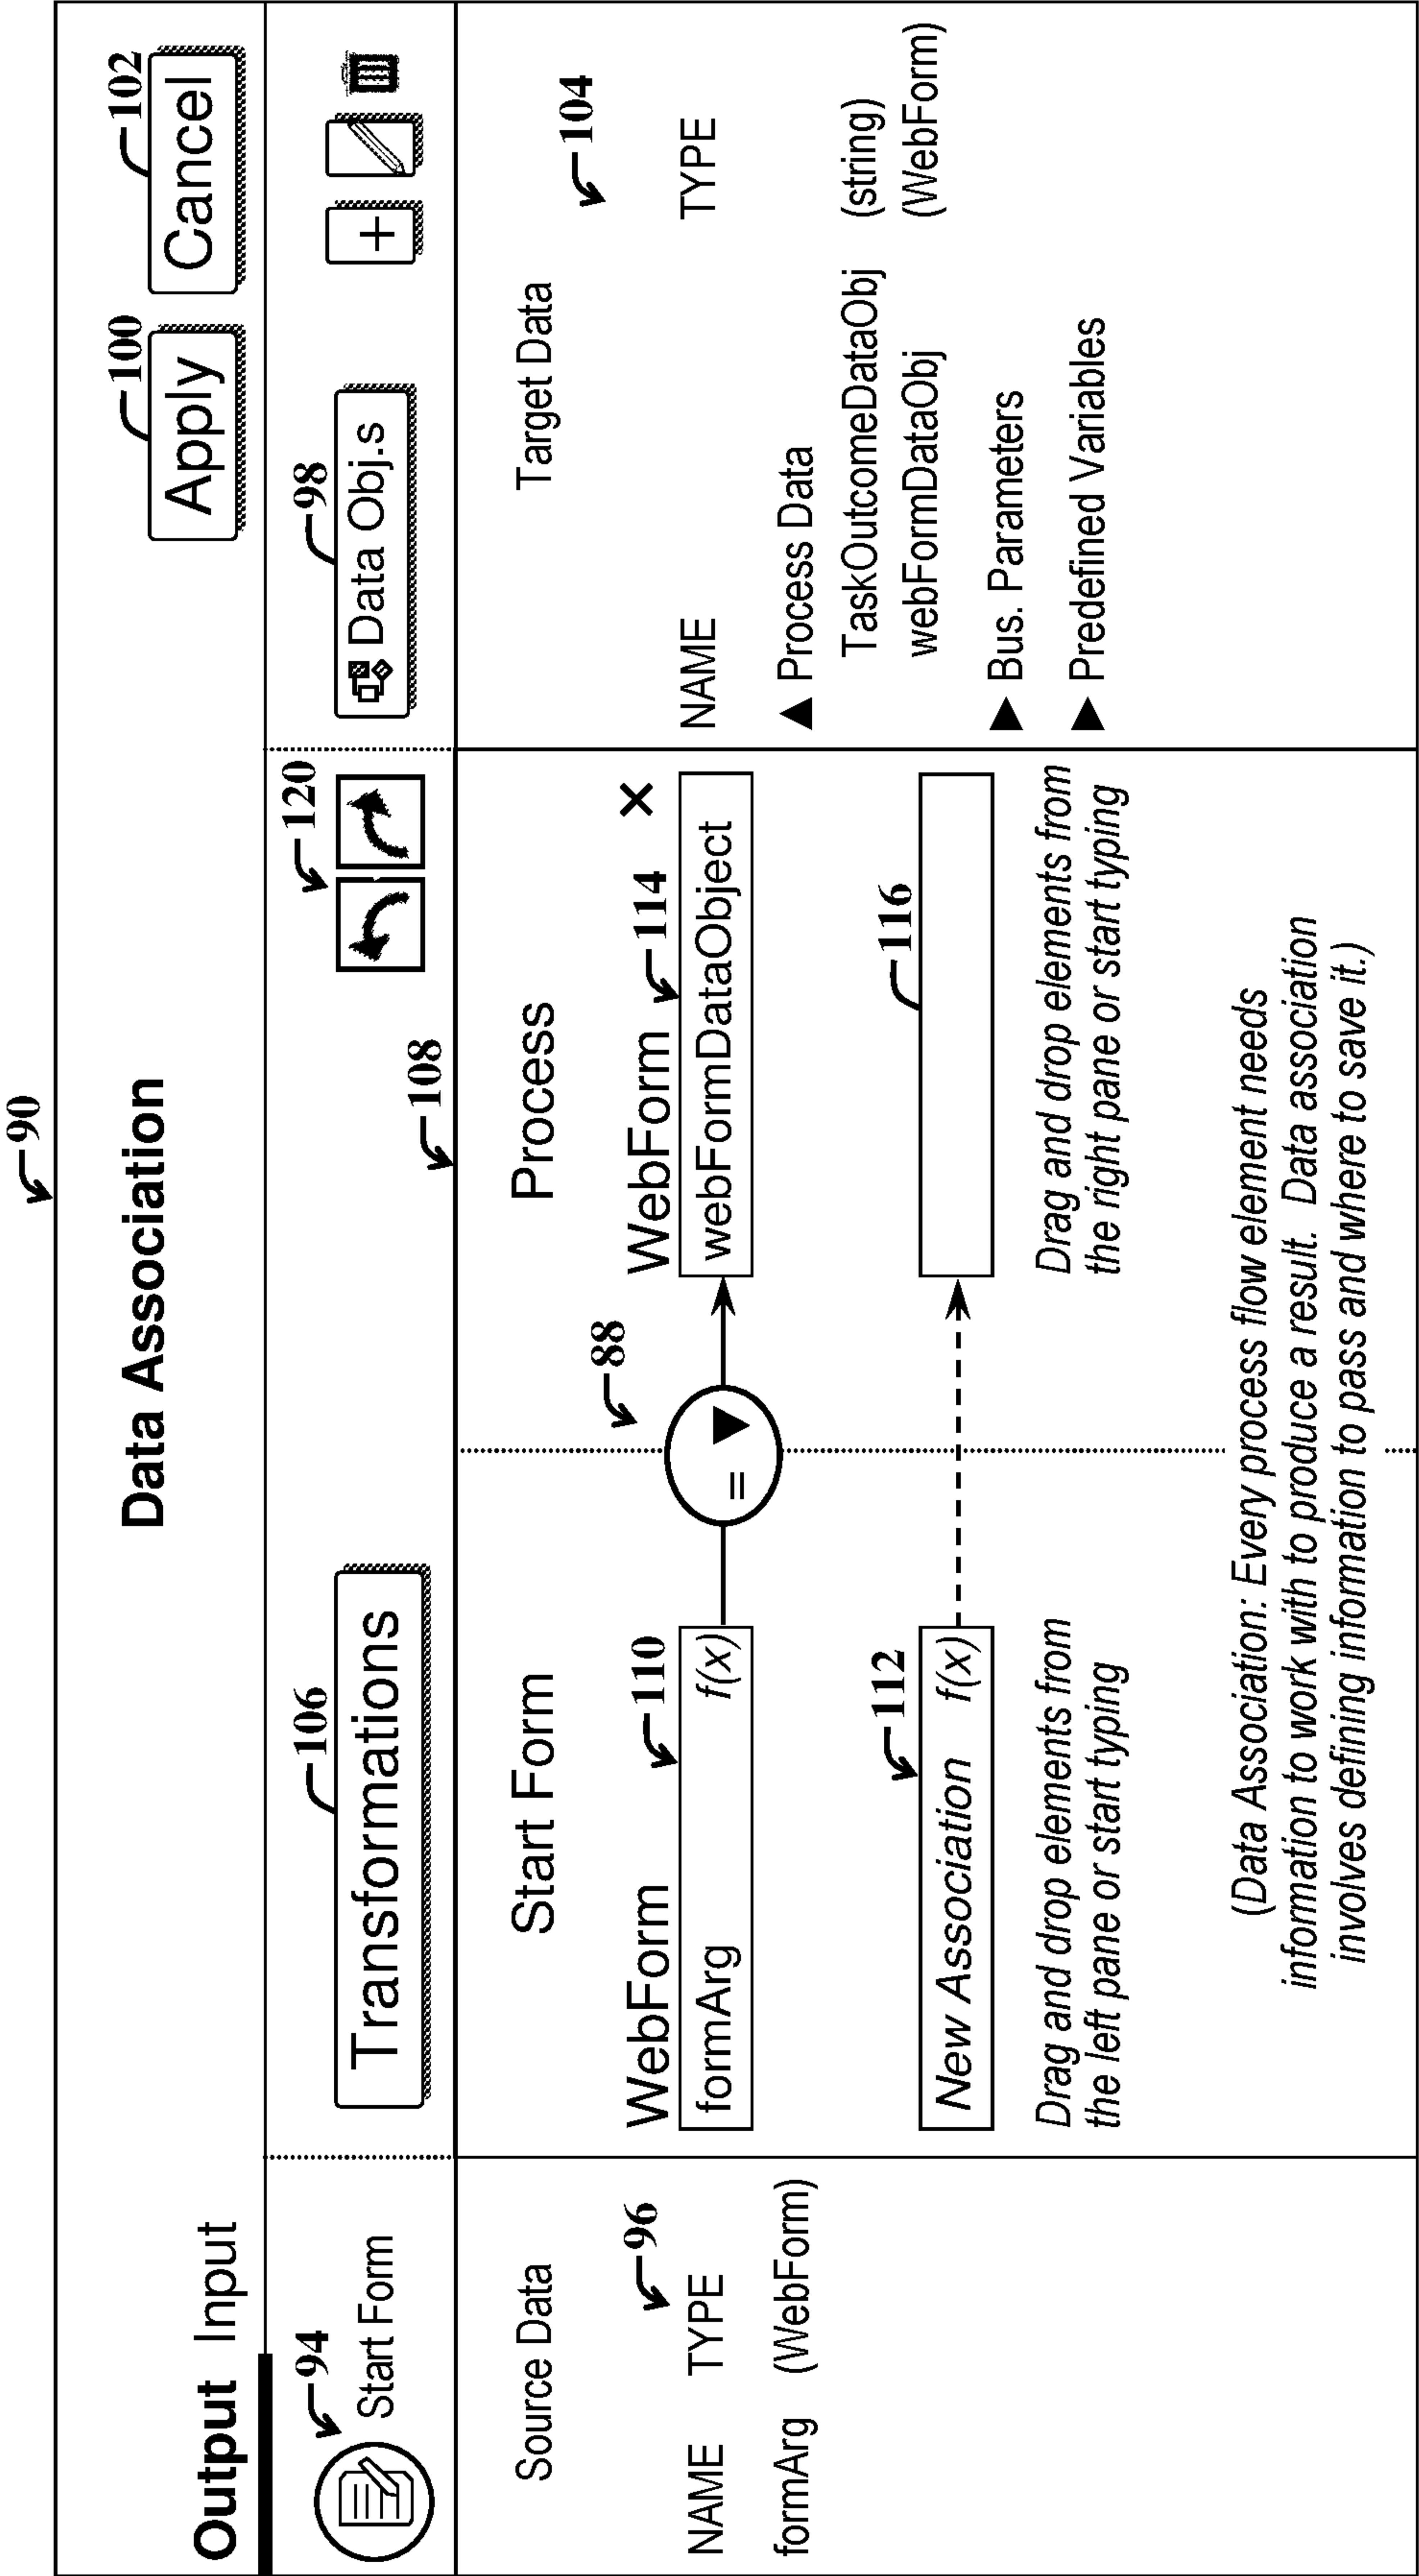 90
Data Association
Output Input
100
102
Apply
Cancel
94
Start Form
106
Transformations
120
98
Data Obj.s
+
108
Source Data
Start Form
Process
Target Data
96
104
NAME TYPE
formArg (WebForm)
WebForm
110
formArg f(x)
88
= ▼
WebForm
114
×
webFormDataObject
112
New Association f(x)
116
Drag and drop elements from
the left pane or start typing
Drag and drop elements from
the right pane or start typing
NAME TYPE
▲ Process Data
TaskOutcomeDataObj (string)
webFormDataObj (WebForm)
▶ Bus. Parameters
▶ Predefined Variables
(Data Association: Every process flow element needs
information to work with to produce a result. Data association
involves defining information to pass and where to save it.)